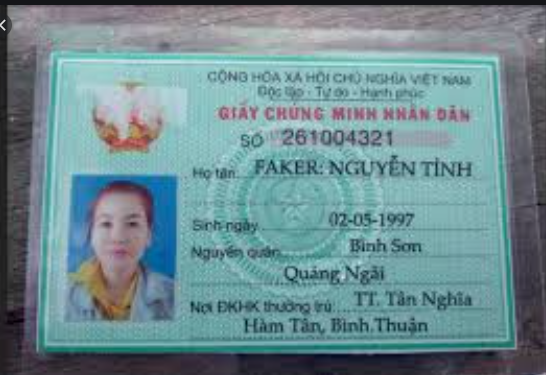 CỘNG HÒA XÃ HỘI CHỦ NGHĨA VIỆT NAM
Độc lập - Tự do - Hạnh phúc
GIẤY CHỨNG MINH NHÂN DÂN
SỐ 261004321
Họ tên FAKER: NGUYỄN TÌNH
Sinh ngày 02-05-1997
Nguyên quán Bình Sơn
Quảng Ngãi
Nơi ĐKHK thường trú TT. Tân Nghĩa
Hàm Tân, Bình Thuận